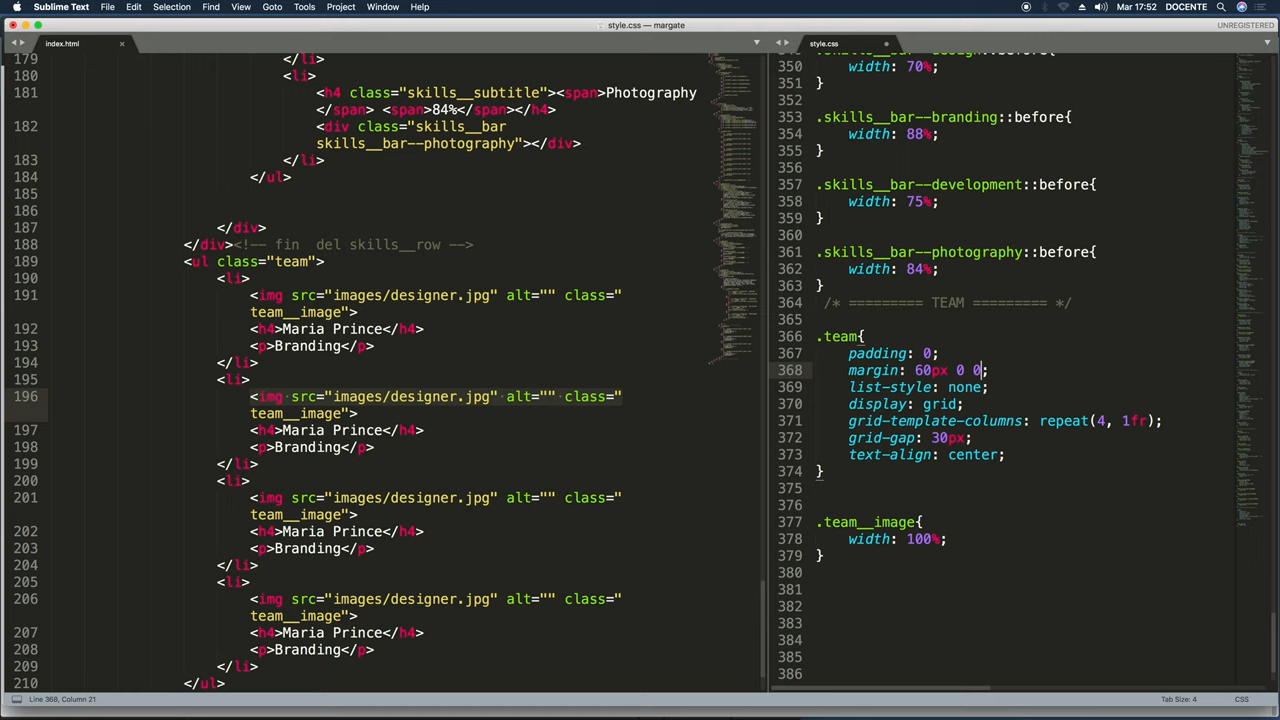 Sublime Text File Edit Selection Find View Goto Tools Project Window Help
Mar 17:52 DOCENTE
style.css — margate
UNREGISTERED
index.html
style.css
179 </li>
180 <li>
181 <h4 class="skills__subtitle"><span>Photography
</span> <span>84%</span></h4>
182 <div class="skills__bar
skills__bar--photography"></div>
183 </li>
184 </ul>
185
186
187 </div>
188 </div><!-- fin  del skills__row -->
189 <ul class="team">
190 <li>
191 <img src="images/designer.jpg" alt="" class="
team__image">
192 <h4>Maria Prince</h4>
193 <p>Branding</p>
194 </li>
195 <li>
196 <img src="images/designer.jpg" alt="" class="
team__image">
197 <h4>Maria Prince</h4>
198 <p>Branding</p>
199 </li>
200 <li>
201 <img src="images/designer.jpg" alt="" class="
team__image">
202 <h4>Maria Prince</h4>
203 <p>Branding</p>
204 </li>
205 <li>
206 <img src="images/designer.jpg" alt="" class="
team__image">
207 <h4>Maria Prince</h4>
208 <p>Branding</p>
209 </li>
210 </ul>
349 .skills__bar--design::before{
350 width: 70%;
351 }
352
353 .skills__bar--branding::before{
354 width: 88%;
355 }
356
357 .skills__bar--development::before{
358 width: 75%;
359 }
360
361 .skills__bar--photography::before{
362 width: 84%;
363 }
364 /* ========= TEAM ========= */
365
366 .team{
367 padding: 0;
368 margin: 60px 0 0
369 list-style: none;
370 display: grid;
371 grid-template-columns: repeat(4, 1fr);
372 grid-gap: 30px;
373 text-align: center;
374 }
375
376
377 .team__image{
378 width: 100%;
379 }
380
381
382
383
384
385
386
Line 368, Column 21
Tab Size: 4
CSS